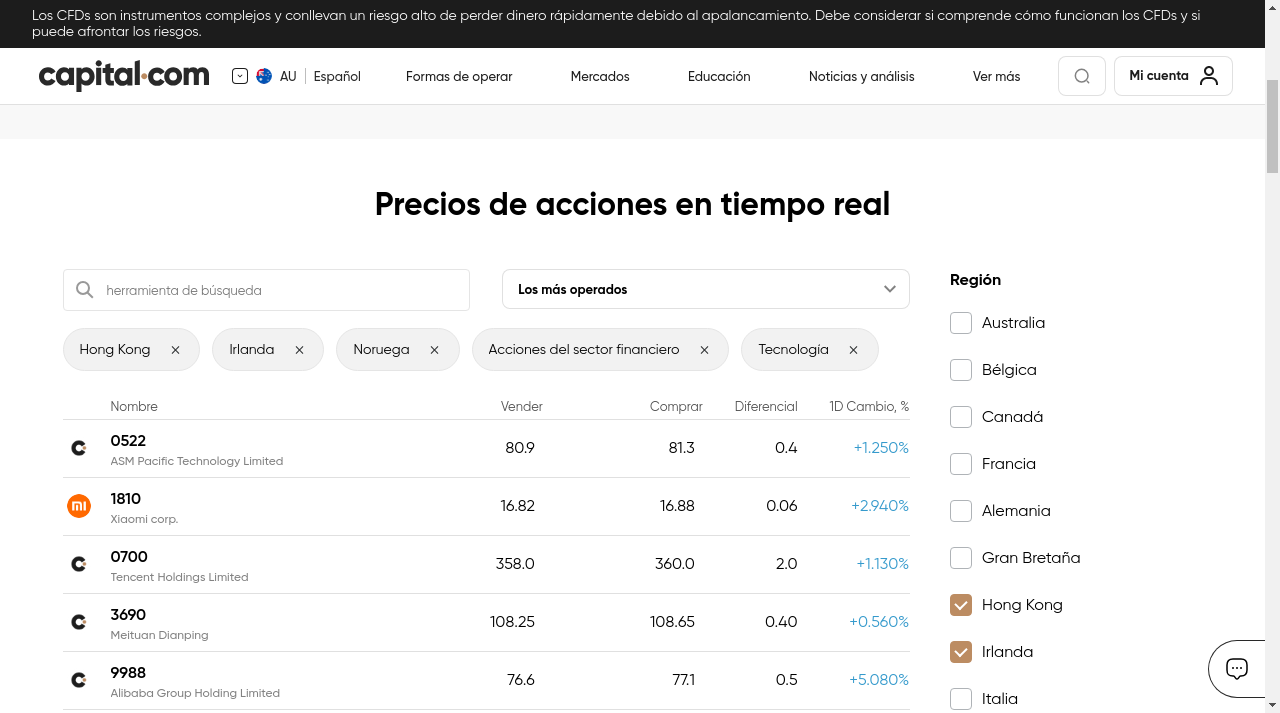 Los CFDs son instrumentos complejos y conllevan un riesgo alto de perder dinero rápidamente debido al apalancamiento. Debe considerar si comprende cómo funcionan los CFDs y si
puede afrontar los riesgos.
capital.com
AU
Español
Formas de operar
Mercados
Educación
Noticias y análisis
Ver más
Mi cuenta
Precios de acciones en tiempo real
herramienta de búsqueda
Los más operados
Hong Kong
Irlanda
Noruega
Acciones del sector financiero
Tecnología
Nombre Vender Comprar Diferencial 1D Cambio, %
0522 80.9 81.3 0.4 +1.250%
ASM Pacific Technology Limited
1810 16.82 16.88 0.06 +2.940%
Xiaomi corp.
0700 358.0 360.0 2.0 +1.130%
Tencent Holdings Limited
3690 108.25 108.65 0.40 +0.560%
Meituan Dianping
9988 76.6 77.1 0.5 +5.080%
Alibaba Group Holding Limited
Región
Australia
Bélgica
Canadá
Francia
Alemania
Gran Bretaña
Hong Kong
Irlanda
Italia